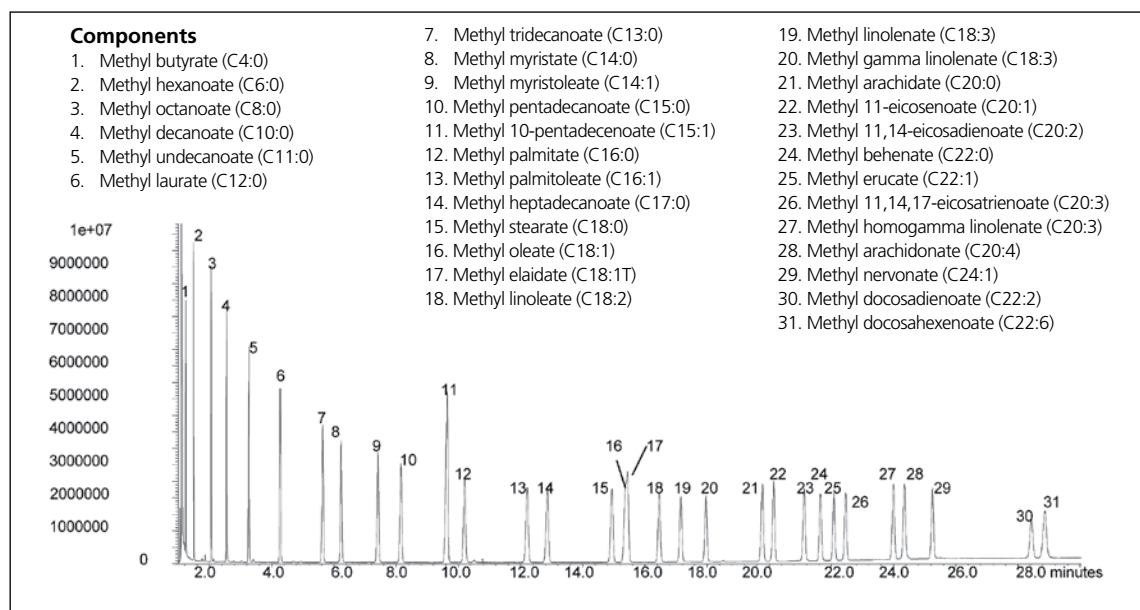 Components
1. Methyl butyrate (C4:0)
2. Methyl hexanoate (C6:0)
3. Methyl octanoate (C8:0)
4. Methyl decanoate (C10:0)
5. Methyl undecanoate (C11:0)
6. Methyl laurate (C12:0)
7. Methyl tridecanoate (C13:0)
8. Methyl myristate (C14:0)
9. Methyl myristoleate (C14:1)
10. Methyl pentadecanoate (C15:0)
11. Methyl 10-pentadecenoate (C15:1)
12. Methyl palmitate (C16:0)
13. Methyl palmitoleate (C16:1)
14. Methyl heptadecanoate (C17:0)
15. Methyl stearate (C18:0)
16. Methyl oleate (C18:1)
17. Methyl elaidate (C18:1T)
18. Methyl linoleate (C18:2)
19. Methyl linolenate (C18:3)
20. Methyl gamma linolenate (C18:3)
21. Methyl arachidate (C20:0)
22. Methyl 11-eicosenoate (C20:1)
23. Methyl 11,14-eicosadienoate (C20:2)
24. Methyl behenate (C22:0)
25. Methyl erucate (C22:1)
26. Methyl 11,14,17-eicosatrienoate (C20:3)
27. Methyl homogamma linolenate (C20:3)
28. Methyl arachidonate (C20:4)
29. Methyl nervonate (C24:1)
30. Methyl docosadienoate (C22:2)
31. Methyl docosahexenoate (C22:6)
1e+07
9000000
8000000
7000000
6000000
5000000
4000000
3000000
2000000
1000000
0
1
2
3
4
5
6
7
8
9
10
11
12
13
14
15
16
17
18
19
20
21
22
23
24
25
26
27
28
29
30
31
2.0 4.0 6.0 8.0 10.0 12.0 14.0 16.0 18.0 20.0 22.0 24.0 26.0 28.0 minutes